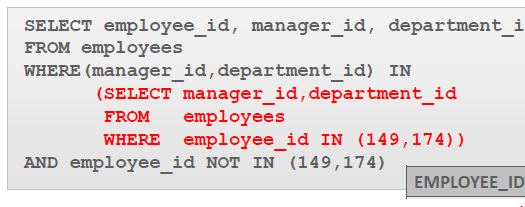 SELECT employee_id, manager_id, department_i
FROM employees
WHERE(manager_id,department_id) IN
(SELECT manager_id,department_id
FROM employees
WHERE employee_id IN (149,174))
AND employee_id NOT IN (149,174)
EMPLOYEE_ID